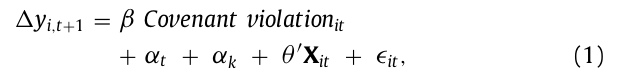 Δy_{i,t+1} = β Covenant violation_{it}
+ α_t + α_k + θ′X_{it} + ϵ_{it}, (1)